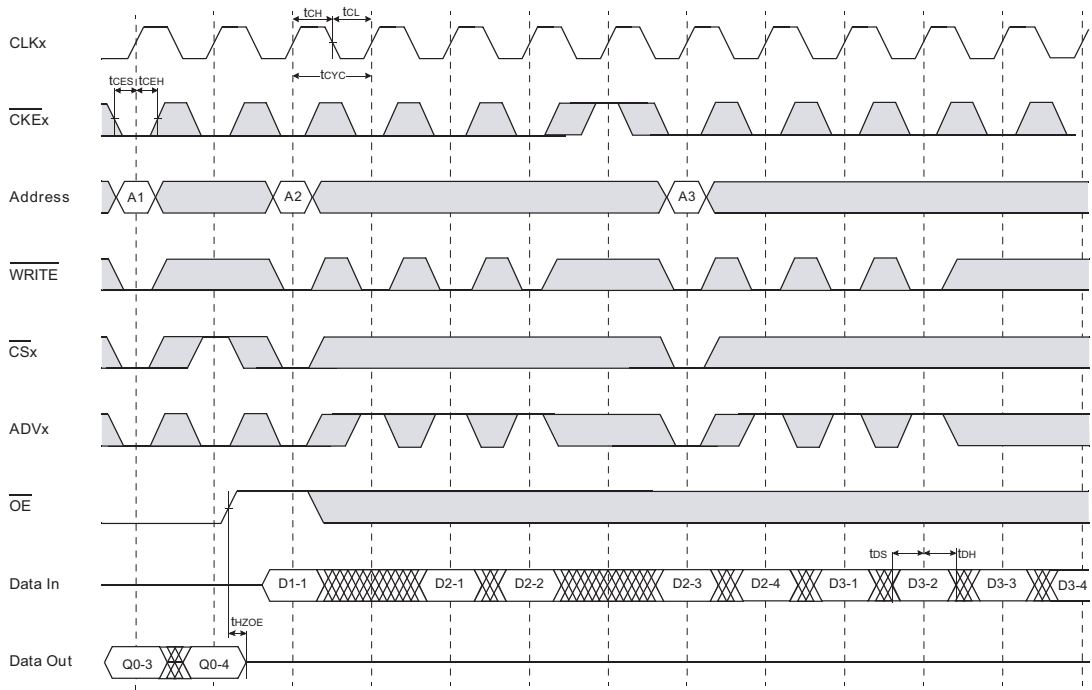 tCH tCL
CLKx
tCYC
tCES tCEH
CKEx
Address A1 A2 A3
WRITE
CSx
ADVx
OE
tDS tDH
Data In D1-1 D2-1 D2-2 D2-3 D2-4 D3-1 D3-2 D3-3 D3-4
tHZOE
Data Out Q0-3 Q0-4